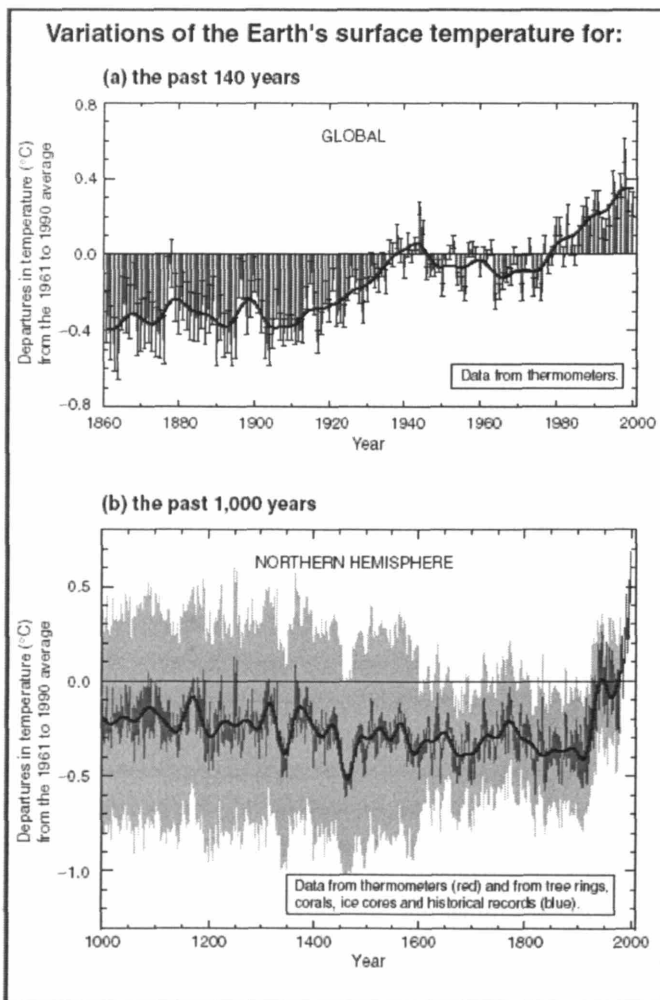 Variations of the Earth's surface temperature for:
(a) the past 140 years
GLOBAL
Departures in temperature (°C)
from the 1961 to 1990 average
0.8
0.4
0.0
−0.4
−0.8
Data from thermometers.
1860 1880 1900 1920 1940 1960 1980 2000
Year
(b) the past 1,000 years
NORTHERN HEMISPHERE
Departures in temperature (°C)
from the 1961 to 1990 average
0.5
0.0
−0.5
−1.0
Data from thermometers (red) and from tree rings,
corals, ice cores and historical records (blue).
1000 1200 1400 1600 1800 2000
Year